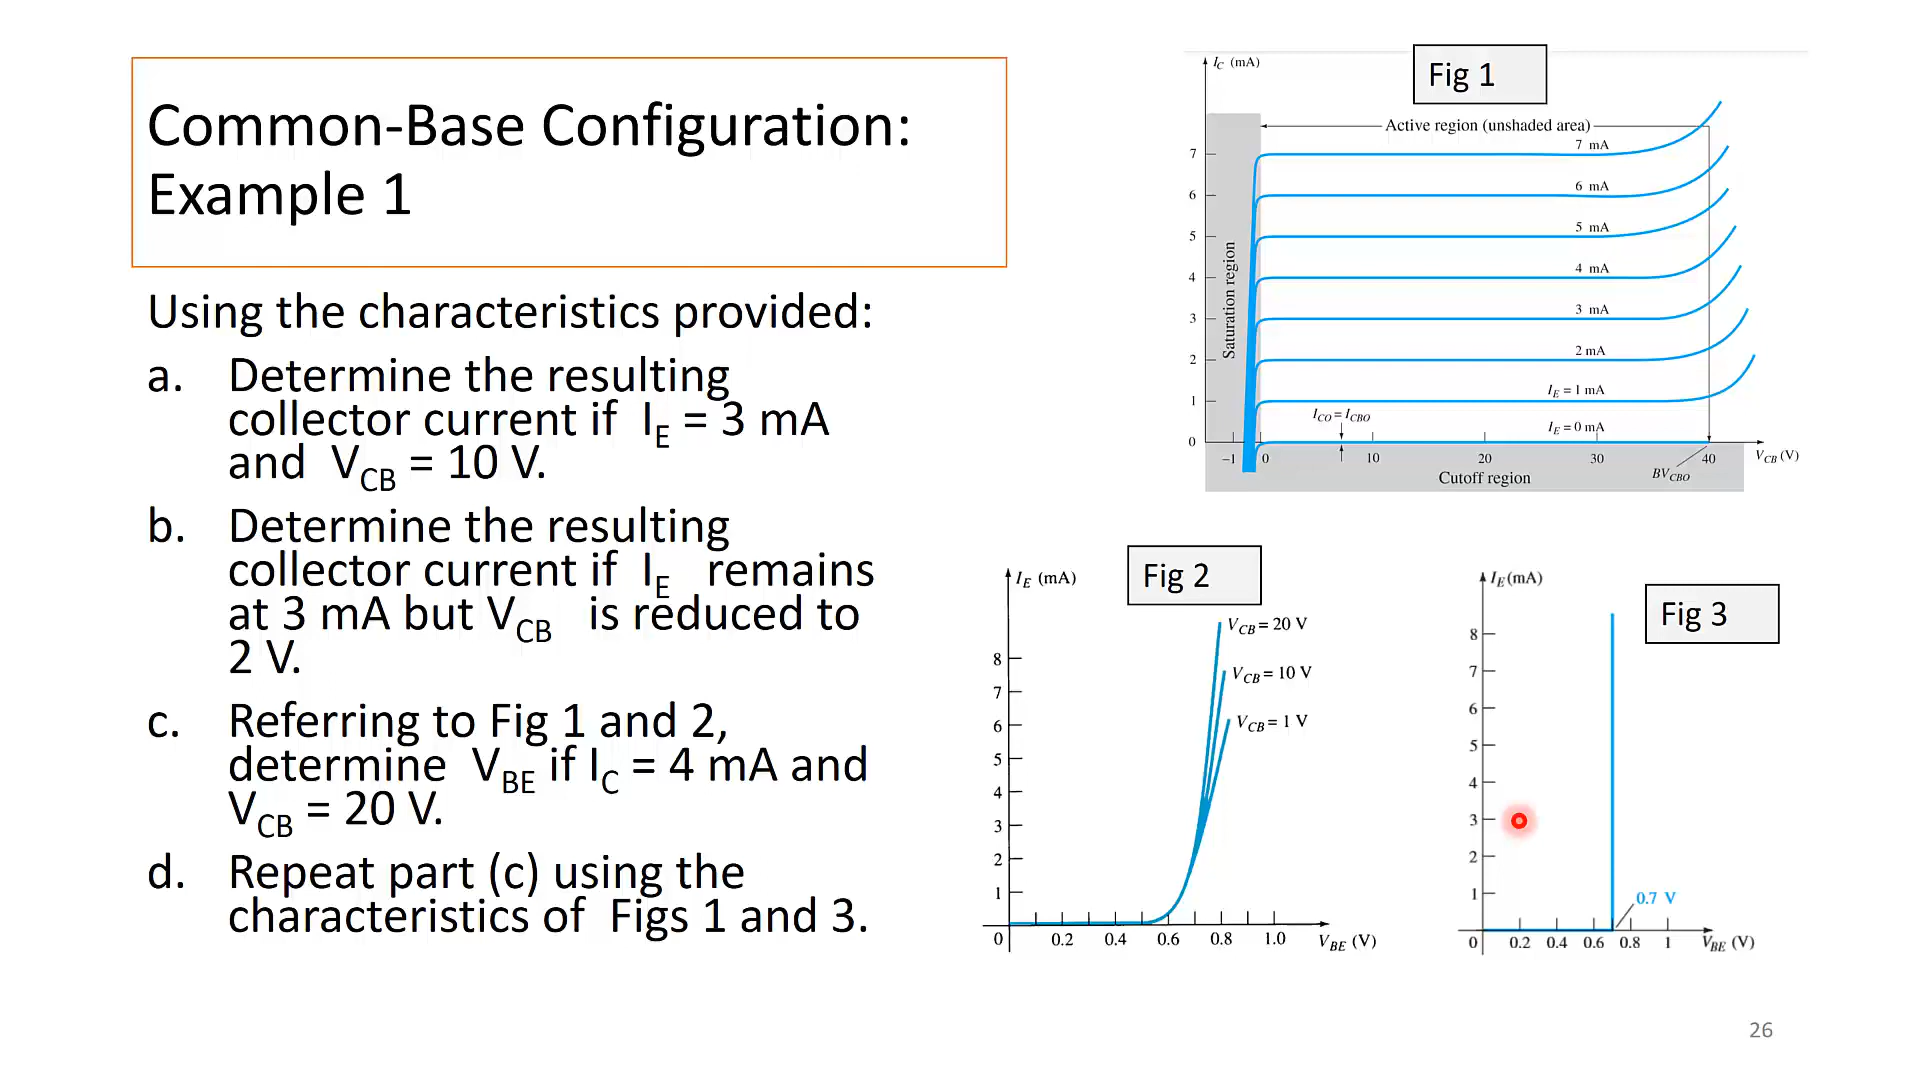 Common-Base Configuration:
Example 1
Using the characteristics provided:
a. Determine the resulting
collector current if I_E = 3 mA
and V_CB = 10 V.
b. Determine the resulting
collector current if I_E remains
at 3 mA but V_CB is reduced to
2 V.
c. Referring to Fig 1 and 2,
determine V_BE if I_C = 4 mA and
V_CB = 20 V.
d. Repeat part (c) using the
characteristics of Figs 1 and 3.
Fig 1
I_C (mA)
Active region (unshaded area)
7 mA
7
6 mA
6
5 mA
5
4 mA
4
3 mA
3
2 mA
2
I_E = 1 mA
1
I_CO = I_CBO
I_E = 0 mA
0
Saturation region
−1 0 10 20 30 40 V_CB (V)
Cutoff region
BV_CBO
Fig 2
I_E (mA)
V_CB = 20 V
V_CB = 10 V
V_CB = 1 V
8
7
6
5
4
3
2
1
0 0.2 0.4 0.6 0.8 1.0 V_BE (V)
Fig 3
I_E (mA)
8
7
6
5
4
3
2
1
0.7 V
0 0.2 0.4 0.6 0.8 1 V_BE (V)
26